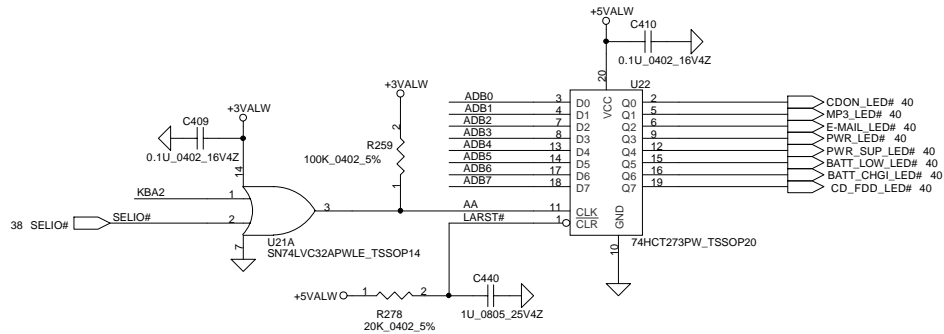 +5VALW
C410
0.1U_0402_16V4Z
20
U22
VCC
+3VALW
+3VALW
C409
0.1U_0402_16V4Z
14
2
R259
100K_0402_5%
1
ADB0 3 D0 Q0 2 CDON_LED# 40
ADB1 4 D1 Q1 5 MP3_LED# 40
ADB2 7 D2 Q2 6 E-MAIL_LED# 40
ADB3 8 D3 Q3 9 PWR_LED# 40
ADB4 13 D4 Q4 12 PWR_SUP_LED# 40
ADB5 14 D5 Q5 15 BATT_LOW_LED# 40
ADB6 17 D6 Q6 16 BATT_CHGI_LED# 40
ADB7 18 D7 Q7 19 CD_FDD_LED# 40
KBA2 1
38 SELIO# SELIO# 2
3
7
U21A
SN74LVC32APWLE_TSSOP14
AA 11 CLK
LARST# 1 CLR
GND
10
74HCT273PW_TSSOP20
+5VALW 1 2
R278
20K_0402_5%
C440
1U_0805_25V4Z